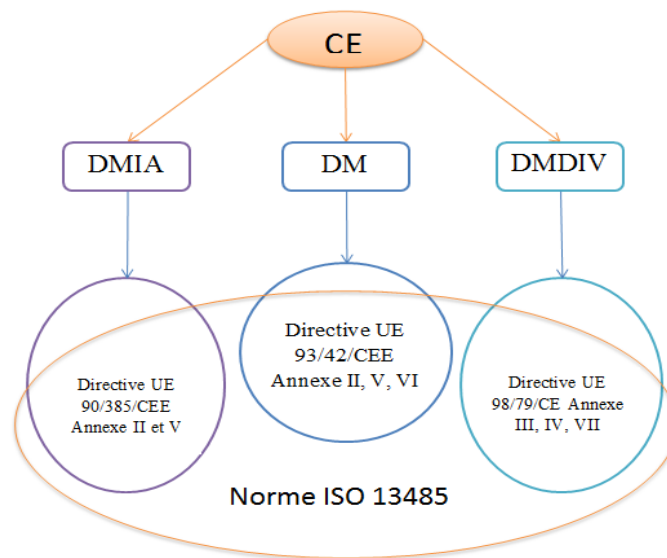 CE
DMIA
DM
DMDIV
Directive UE
93/42/CEE
Annexe II, V, VI
Directive UE
90/385/CEE
Annexe II et V
Directive UE
98/79/CE Annexe
III, IV, VII
Norme ISO 13485